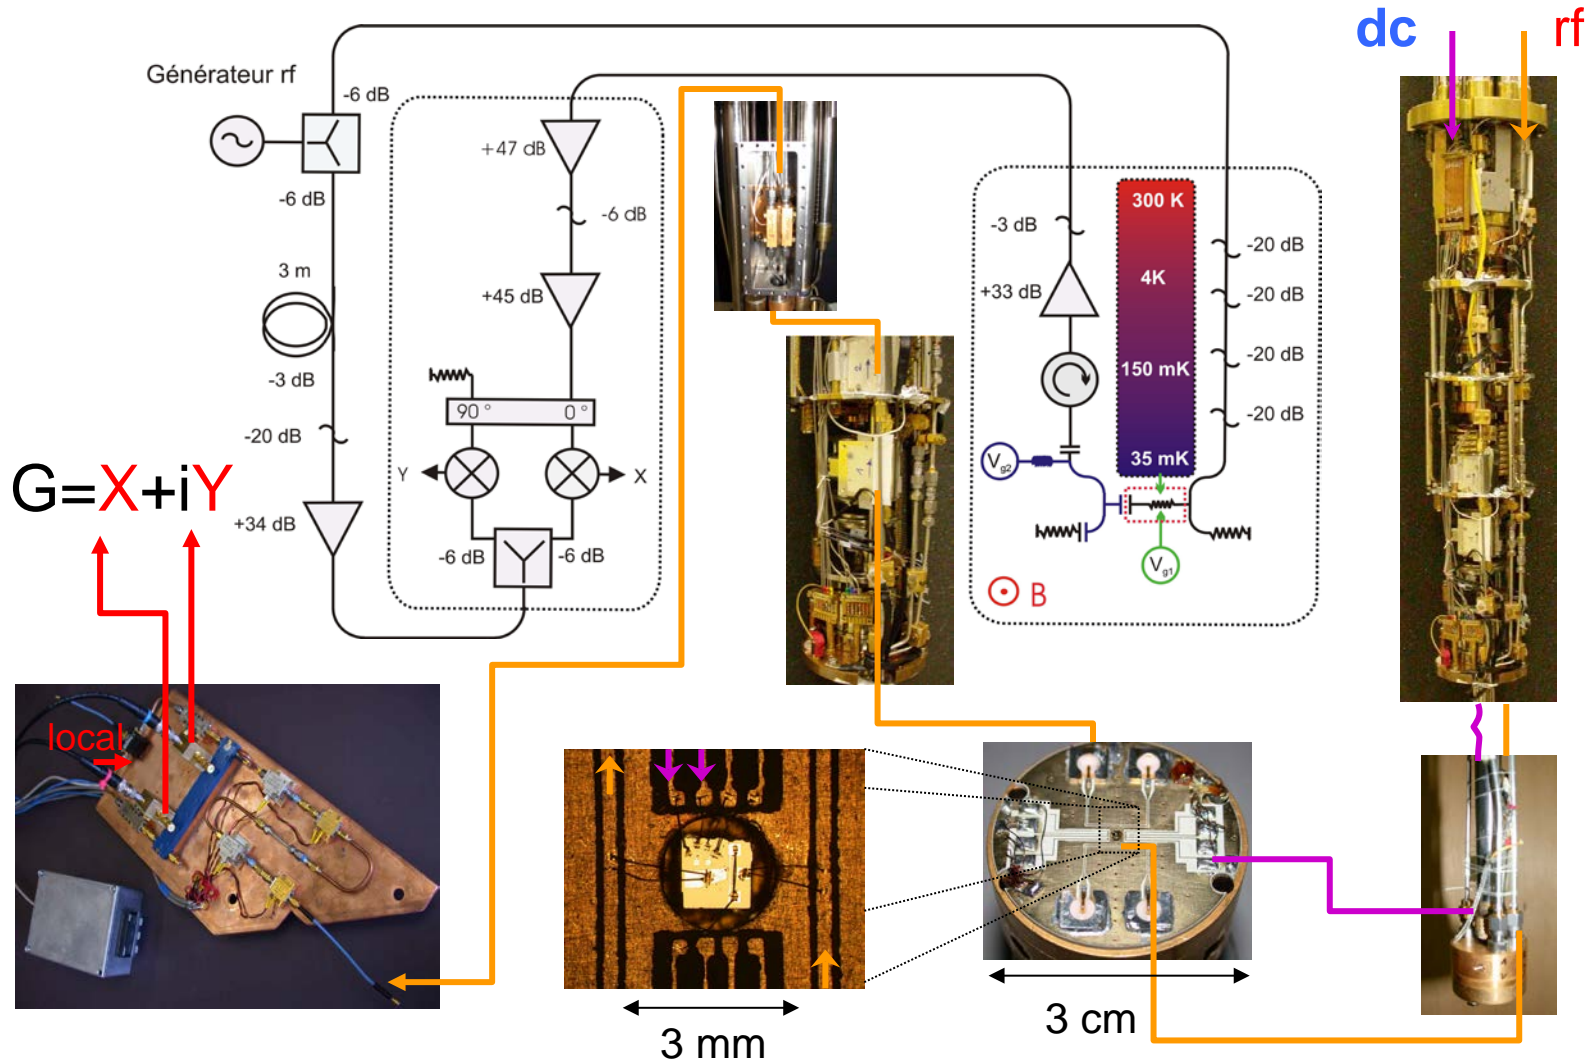 dc
rf
Générateur rf
-6 dB
-6 dB
3 m
-3 dB
-20 dB
+34 dB
+47 dB
-6 dB
+45 dB
90 °
0 °
Y
X
-6 dB
-6 dB
-3 dB
+33 dB
300 K
4K
150 mK
35 mK
-20 dB
-20 dB
-20 dB
-20 dB
Vg2
Vg1
B
G=X+iY
local
3 mm
3 cm